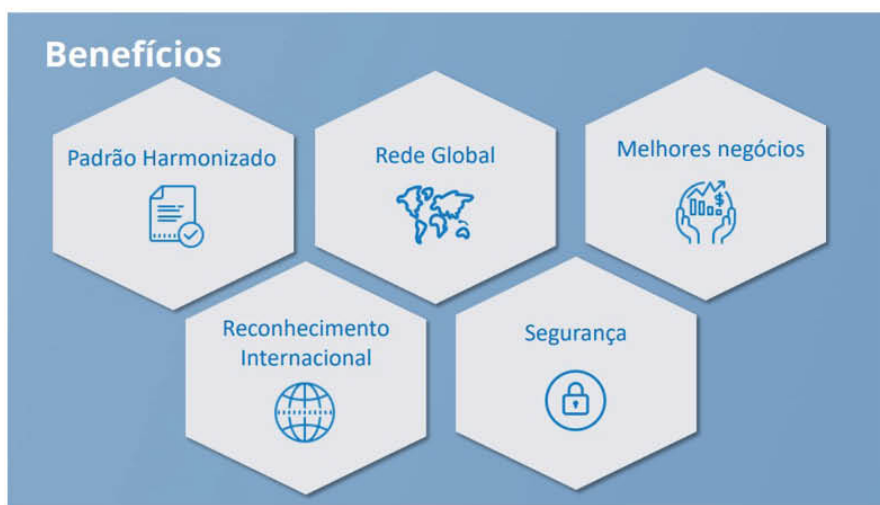 Benefícios
Padrão Harmonizado
Rede Global
Melhores negócios
Reconhecimento
Internacional
Segurança